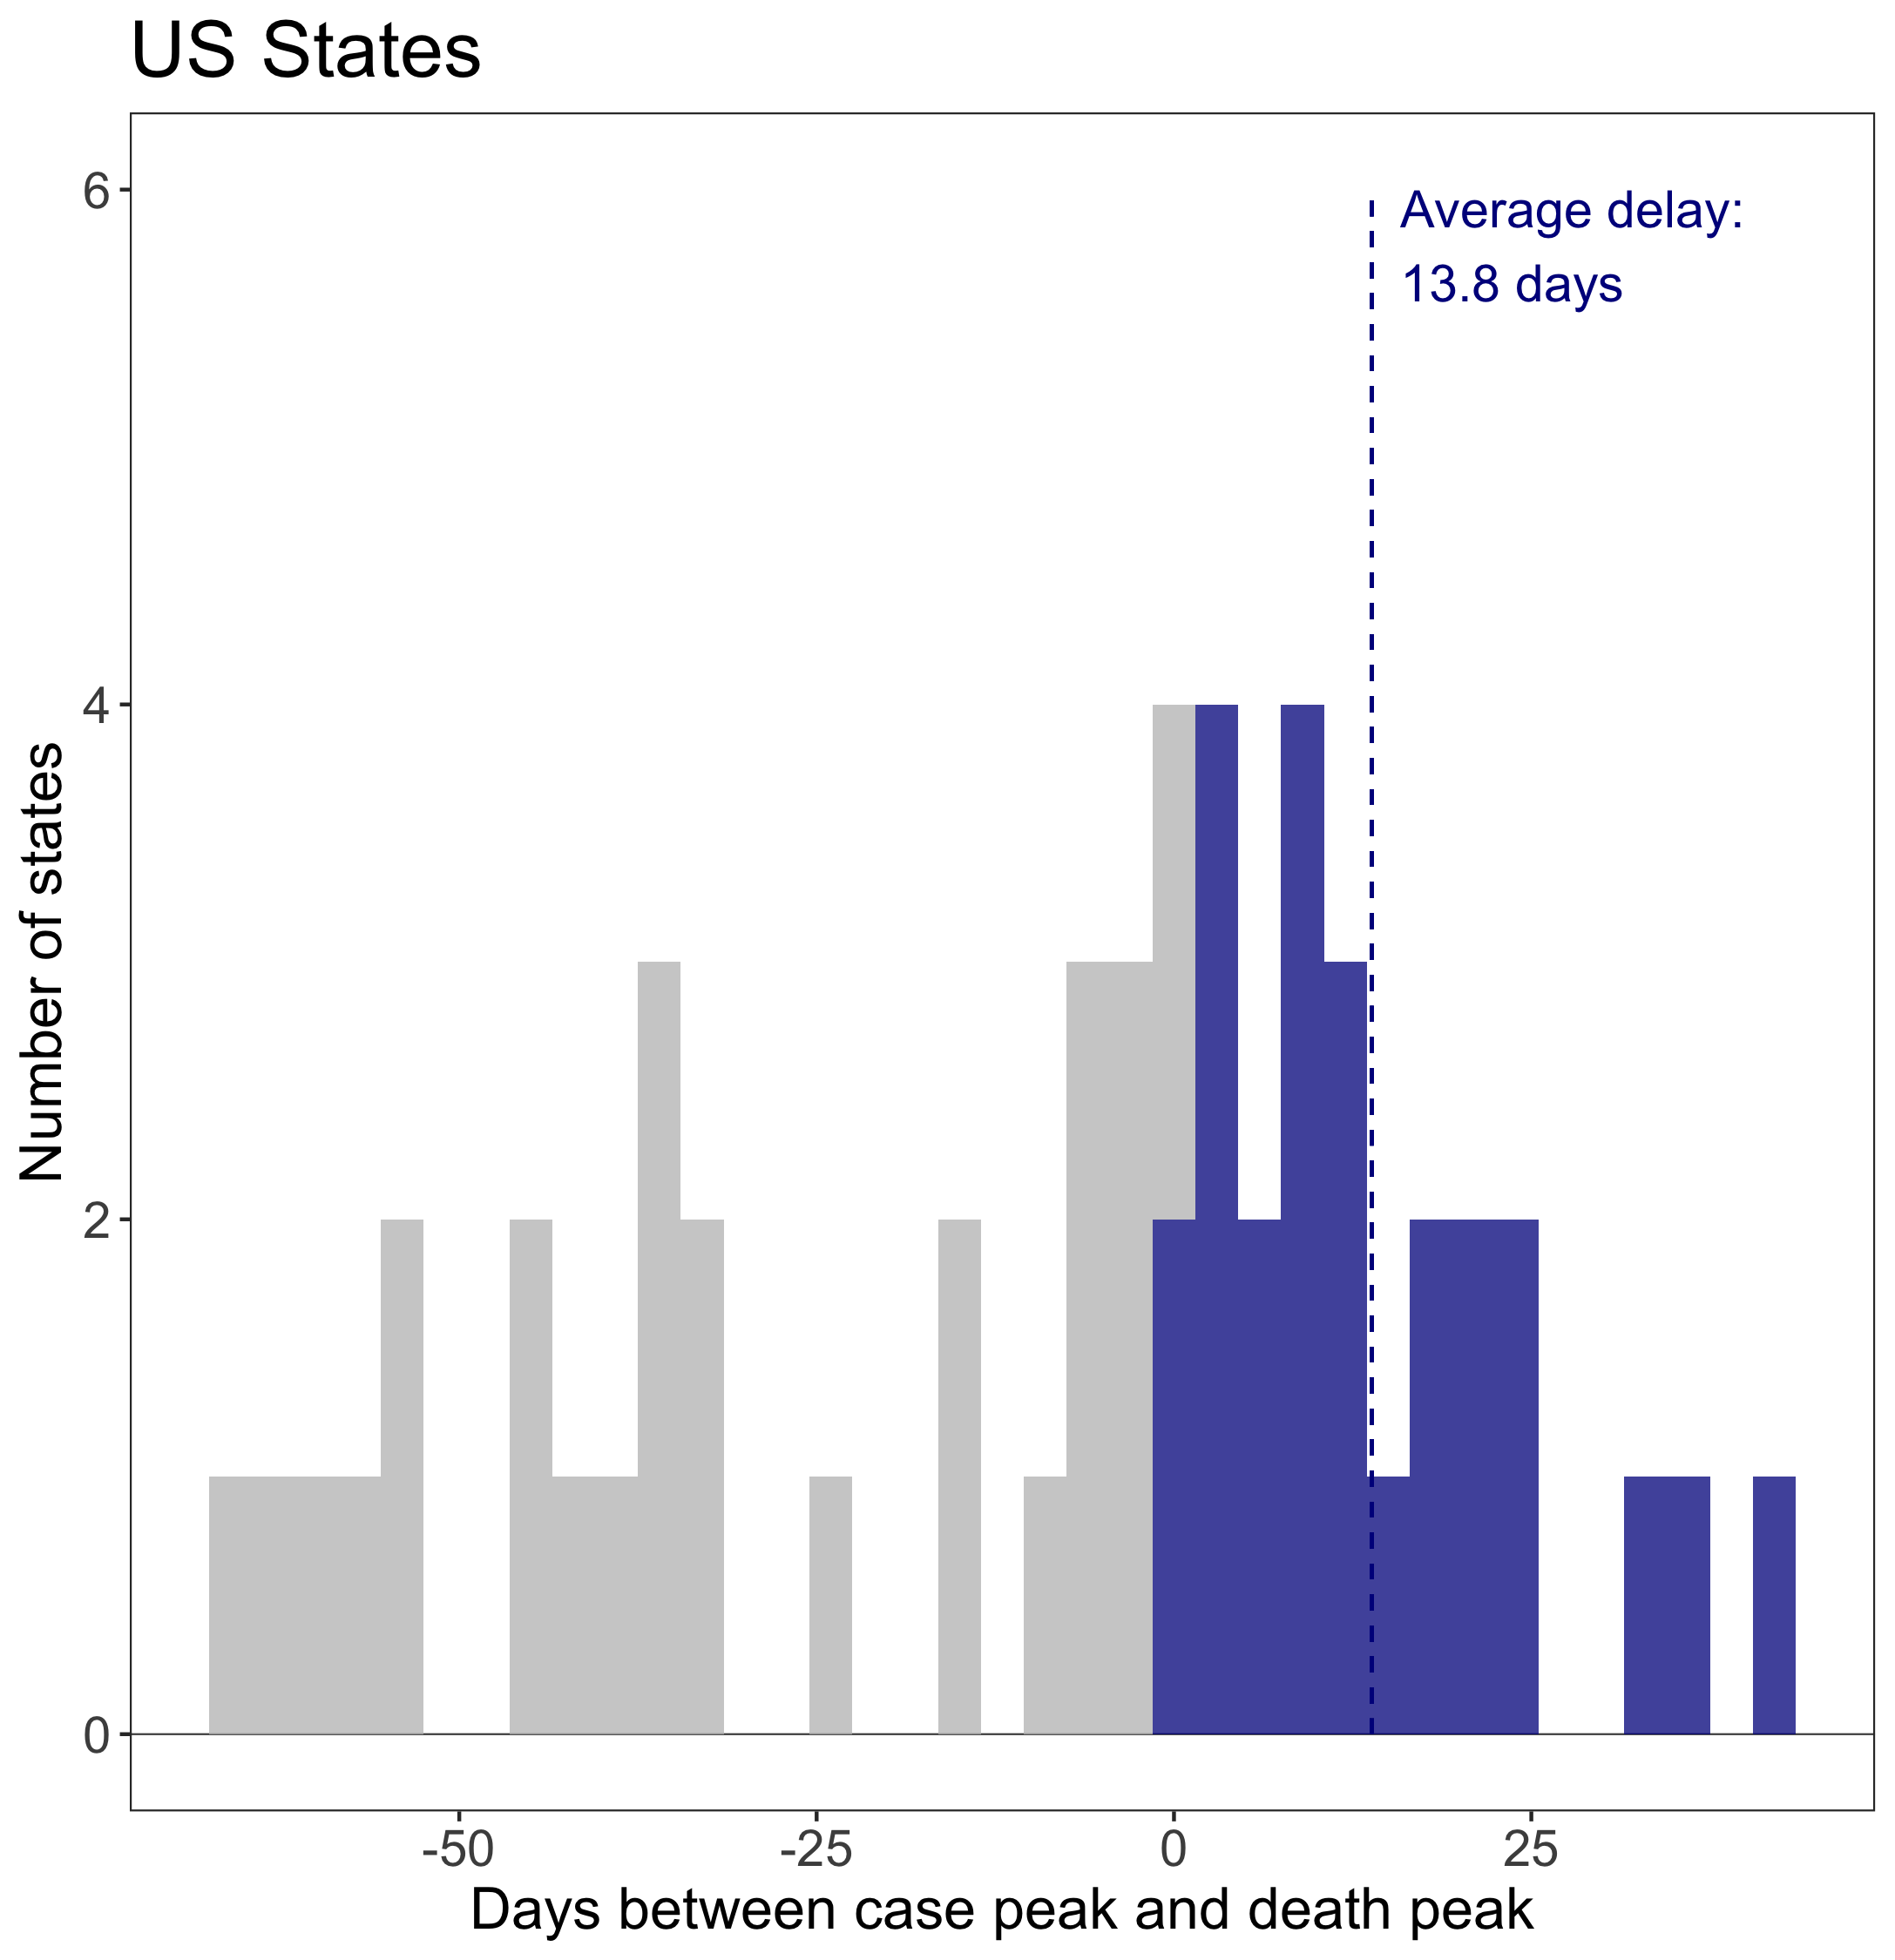 US States
Average delay:
13.8 days
Number of states
6
4
2
0
-50 -25 0 25
Days between case peak and death peak